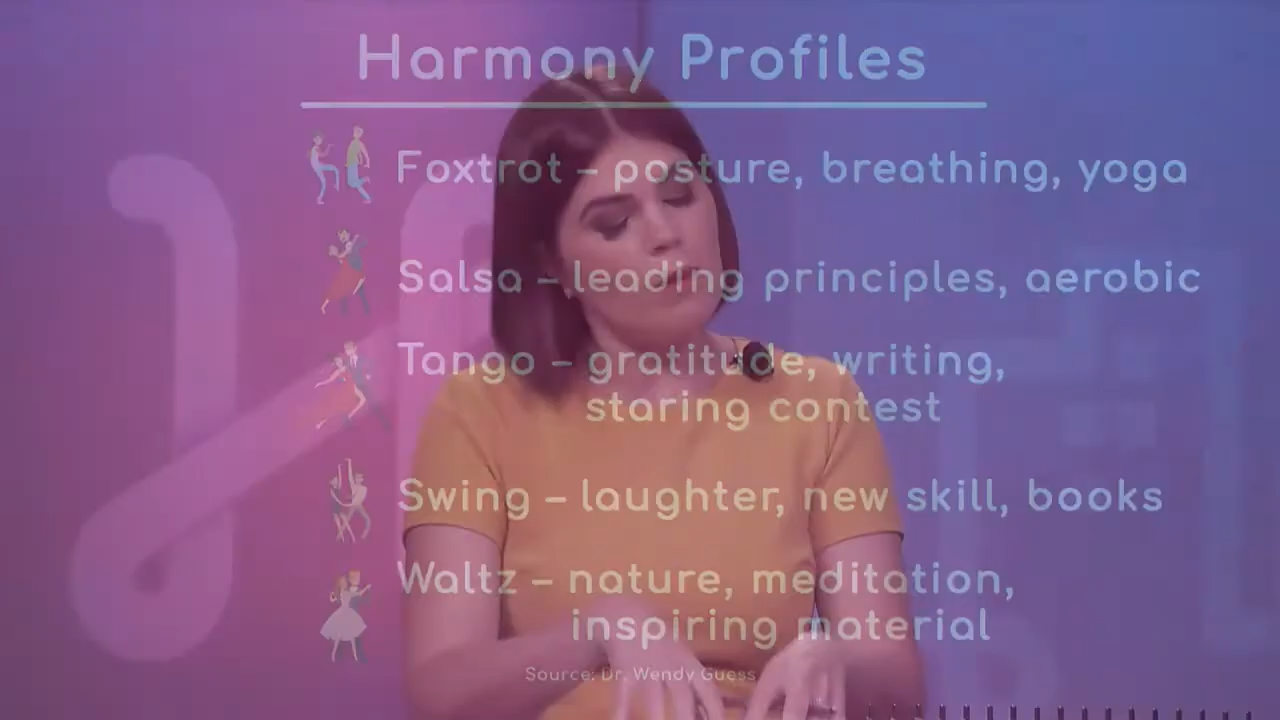 Harmony Profiles
Foxtrot – posture, breathing, yoga
Salsa – leading principles, aerobic
Tango – gratitude, writing,
staring contest
Swing – laughter, new skill, books
Waltz – nature, meditation,
inspiring material
Source: Dr. Wendy Guess